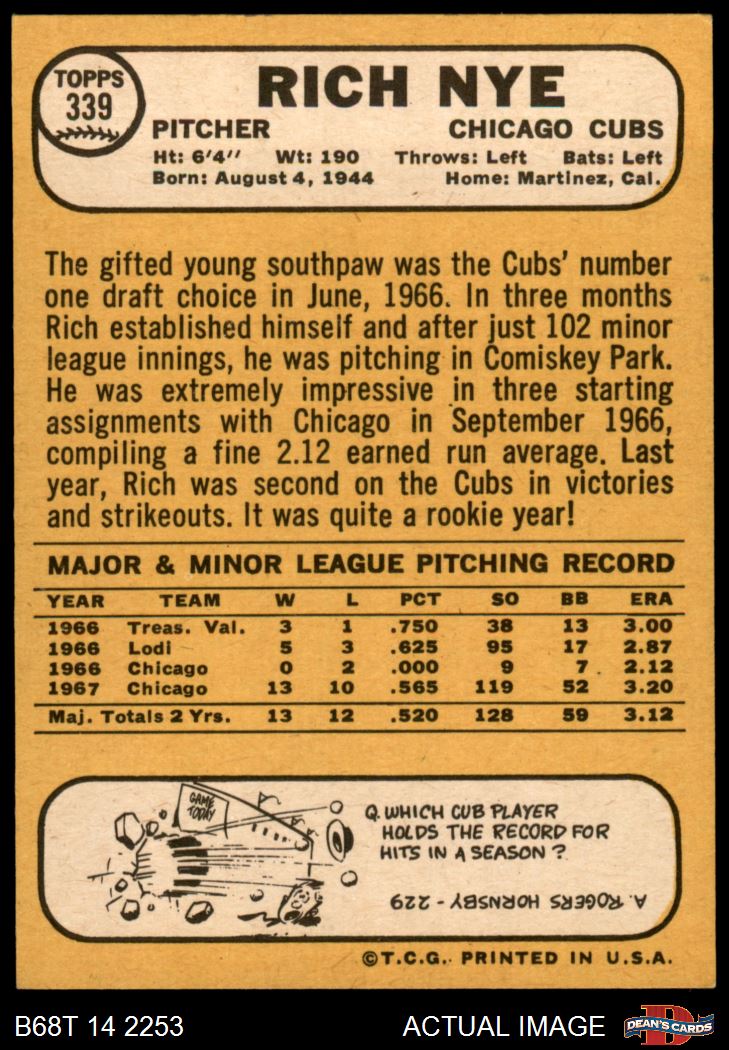 TOPPS
339
RICH NYE
PITCHER CHICAGO CUBS
Ht: 6'4'' Wt: 190 Throws: Left Bats: Left
Born: August 4, 1944 Home: Martinez, Cal.
The gifted young southpaw was the Cubs' number
one draft choice in June, 1966. In three months
Rich established himself and after just 102 minor
league innings, he was pitching in Comiskey Park.
He was extremely impressive in three starting
assignments with Chicago in September 1966,
compiling a fine 2.12 earned run average. Last
year, Rich was second on the Cubs in victories
and strikeouts. It was quite a rookie year!
MAJOR & MINOR LEAGUE PITCHING RECORD
YEAR TEAM W L PCT SO BB ERA
1966 Treas. Val. 3 1 .750 38 13 3.00
1966 Lodi 5 3 .625 95 17 2.87
1966 Chicago 0 2 .000 9 7 2.12
1967 Chicago 13 10 .565 119 52 3.20
Maj. Totals 2 Yrs. 13 12 .520 128 59 3.12
GAME
TODAY
Q. WHICH CUB PLAYER
HOLDS THE RECORD FOR
HITS IN A SEASON?
A. ROGERS HORNSBY - 229
©T.C.G. PRINTED IN U.S.A.
B68T 14 2253 ACTUAL IMAGE
D
DEAN'S CARDS